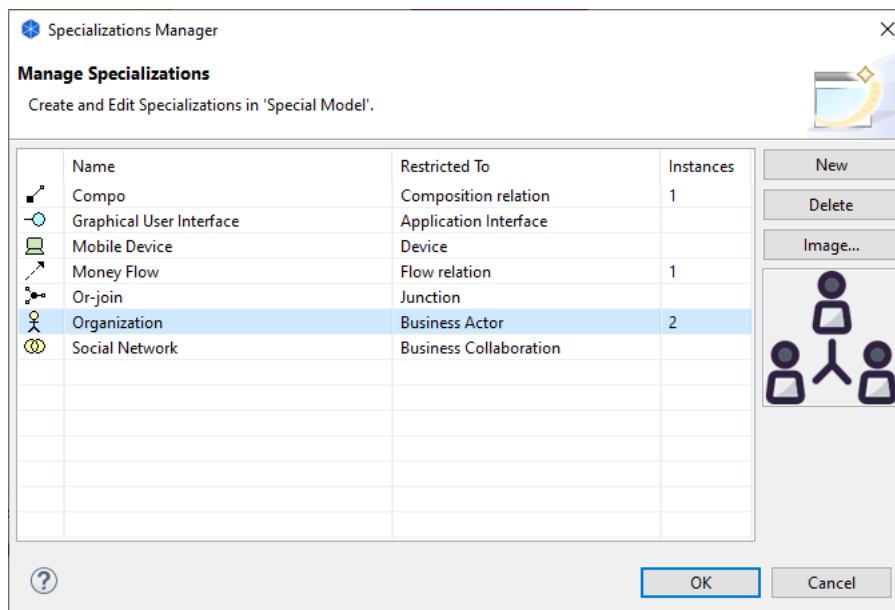 Specializations Manager
Manage Specializations
Create and Edit Specializations in 'Special Model'.
Name Restricted To Instances
Compo Composition relation 1
Graphical User Interface Application Interface
Mobile Device Device
Money Flow Flow relation 1
Or-join Junction
Organization Business Actor 2
Social Network Business Collaboration
New
Delete
Image...
?
OK Cancel